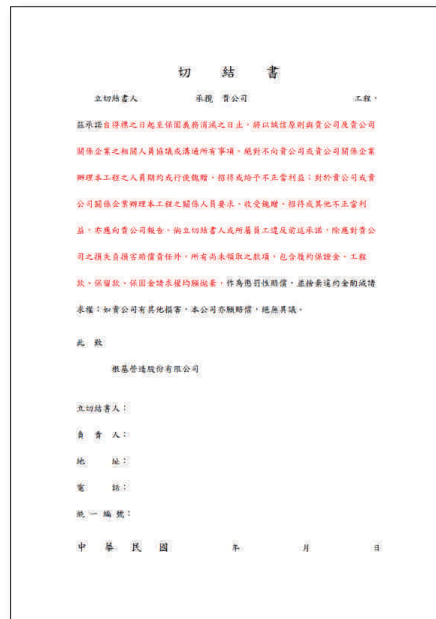 切 結 書
立切結書人 承攬 貴公司 工程，
茲承諾自得標之日起至保固義務消滅之日止，將以誠信原則與貴公司及貴公司
關係企業之相關人員協議或溝通所有事項，絕對不向貴公司或貴公司關係企業
辦理本工程之人員期約或行使餽贈、招待或給予不正當利益；對於貴公司或貴
公司關係企業辦理本工程之關係人員要求、收受餽贈、招待或其他不正當利
益，亦應向貴公司報告。倘立切結書人或所屬員工違反前述承諾，除應對貴公
司之損失負損害賠償責任外，所有尚未領取之款項，包含履約保證金、工程
款、保留款、保固金請求權均願拋棄，作為懲罰性賠償，並捨棄違約金酌減請
求權；如貴公司有其他損害，本公司亦願賠償，絕無異議。
此 致
根基營造股份有限公司
立切結書人：
負 責 人：
地 址：
電 話：
統 一 編 號：
中 華 民 國 年 月 日